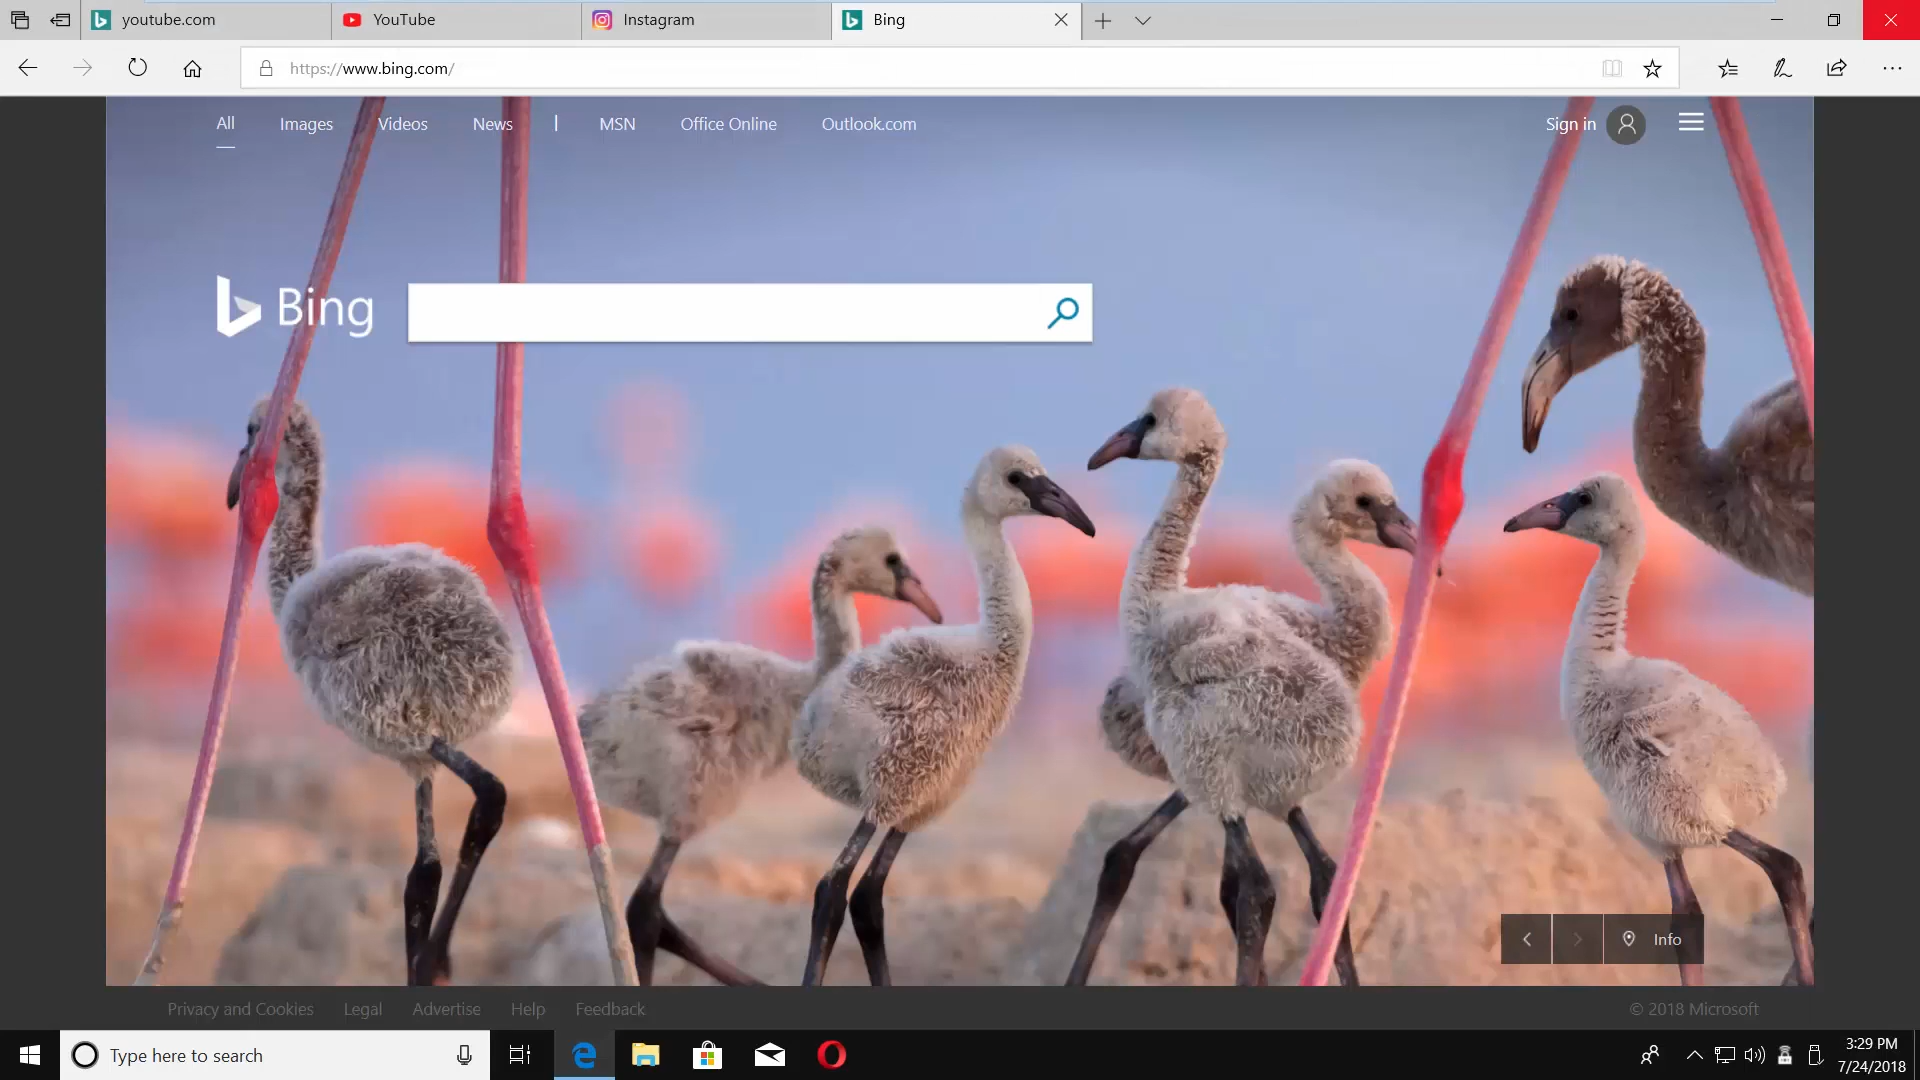 youtube.com
YouTube
Instagram
Bing
https://www.bing.com/
All Images Videos News | MSN Office Online Outlook.com
Sign in
Bing
Info
Privacy and Cookies Legal Advertise Help Feedback
© 2018 Microsoft
Type here to search
3:29 PM
7/24/2018